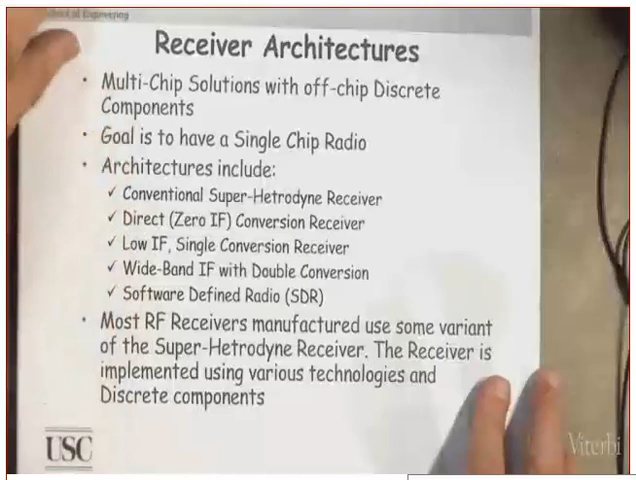 of Engineering
Receiver Architectures
• Multi-Chip Solutions with off-chip Discrete
Components
• Goal is to have a Single Chip Radio
• Architectures include:
✓ Conventional Super-Hetrodyne Receiver
✓ Direct (Zero IF) Conversion Receiver
✓ Low IF, Single Conversion Receiver
✓ Wide-Band IF with Double Conversion
✓ Software Defined Radio (SDR)
• Most RF Receivers manufactured use some variant
of the Super-Hetrodyne Receiver. The Receiver is
implemented using various technologies and
Discrete components
USC
Viterbi